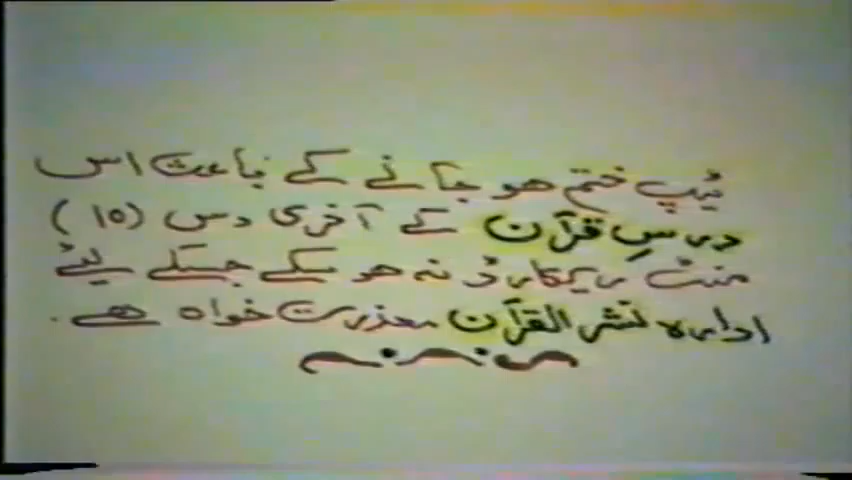 ٹیپ ختم ہو جانے کے باعث اس
درسِ قرآن کے آخری دس (۱۵)
منٹ ریکارڈ نہ ہو سکے جسکے لیئے
ادارہ نشر القرآن معذرت خواہ ہے۔